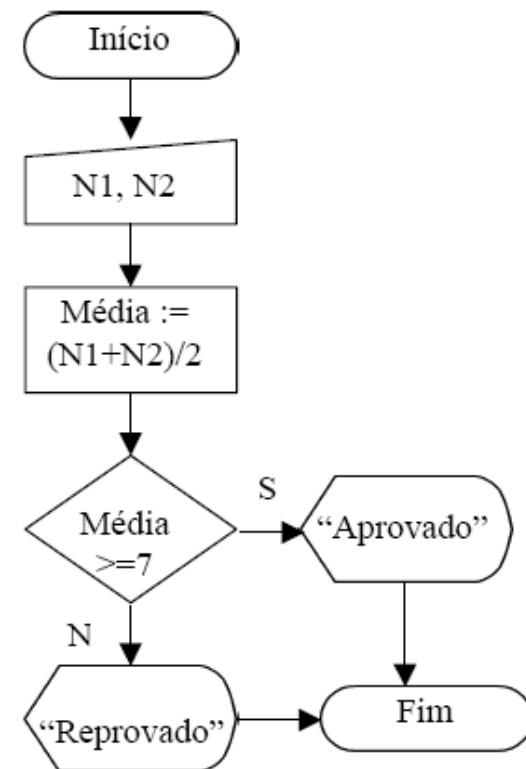 Início
N1, N2
Média :=
(N1+N2)/2
Média
>=7
S
“Aprovado”
N
“Reprovado”
Fim